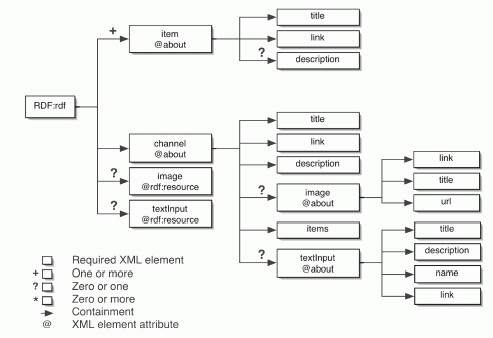 +
item
@about
title
link
?
description
RDF:rdf
channel
@about
title
link
description
?
image
@rdf:resource
?
textInput
@rdf:resource
?
image
@about
link
title
url
items
?
textInput
@about
title
description
name
link
Required XML element
+ One or more
? Zero or one
* Zero or more
Containment
@ XML element attribute